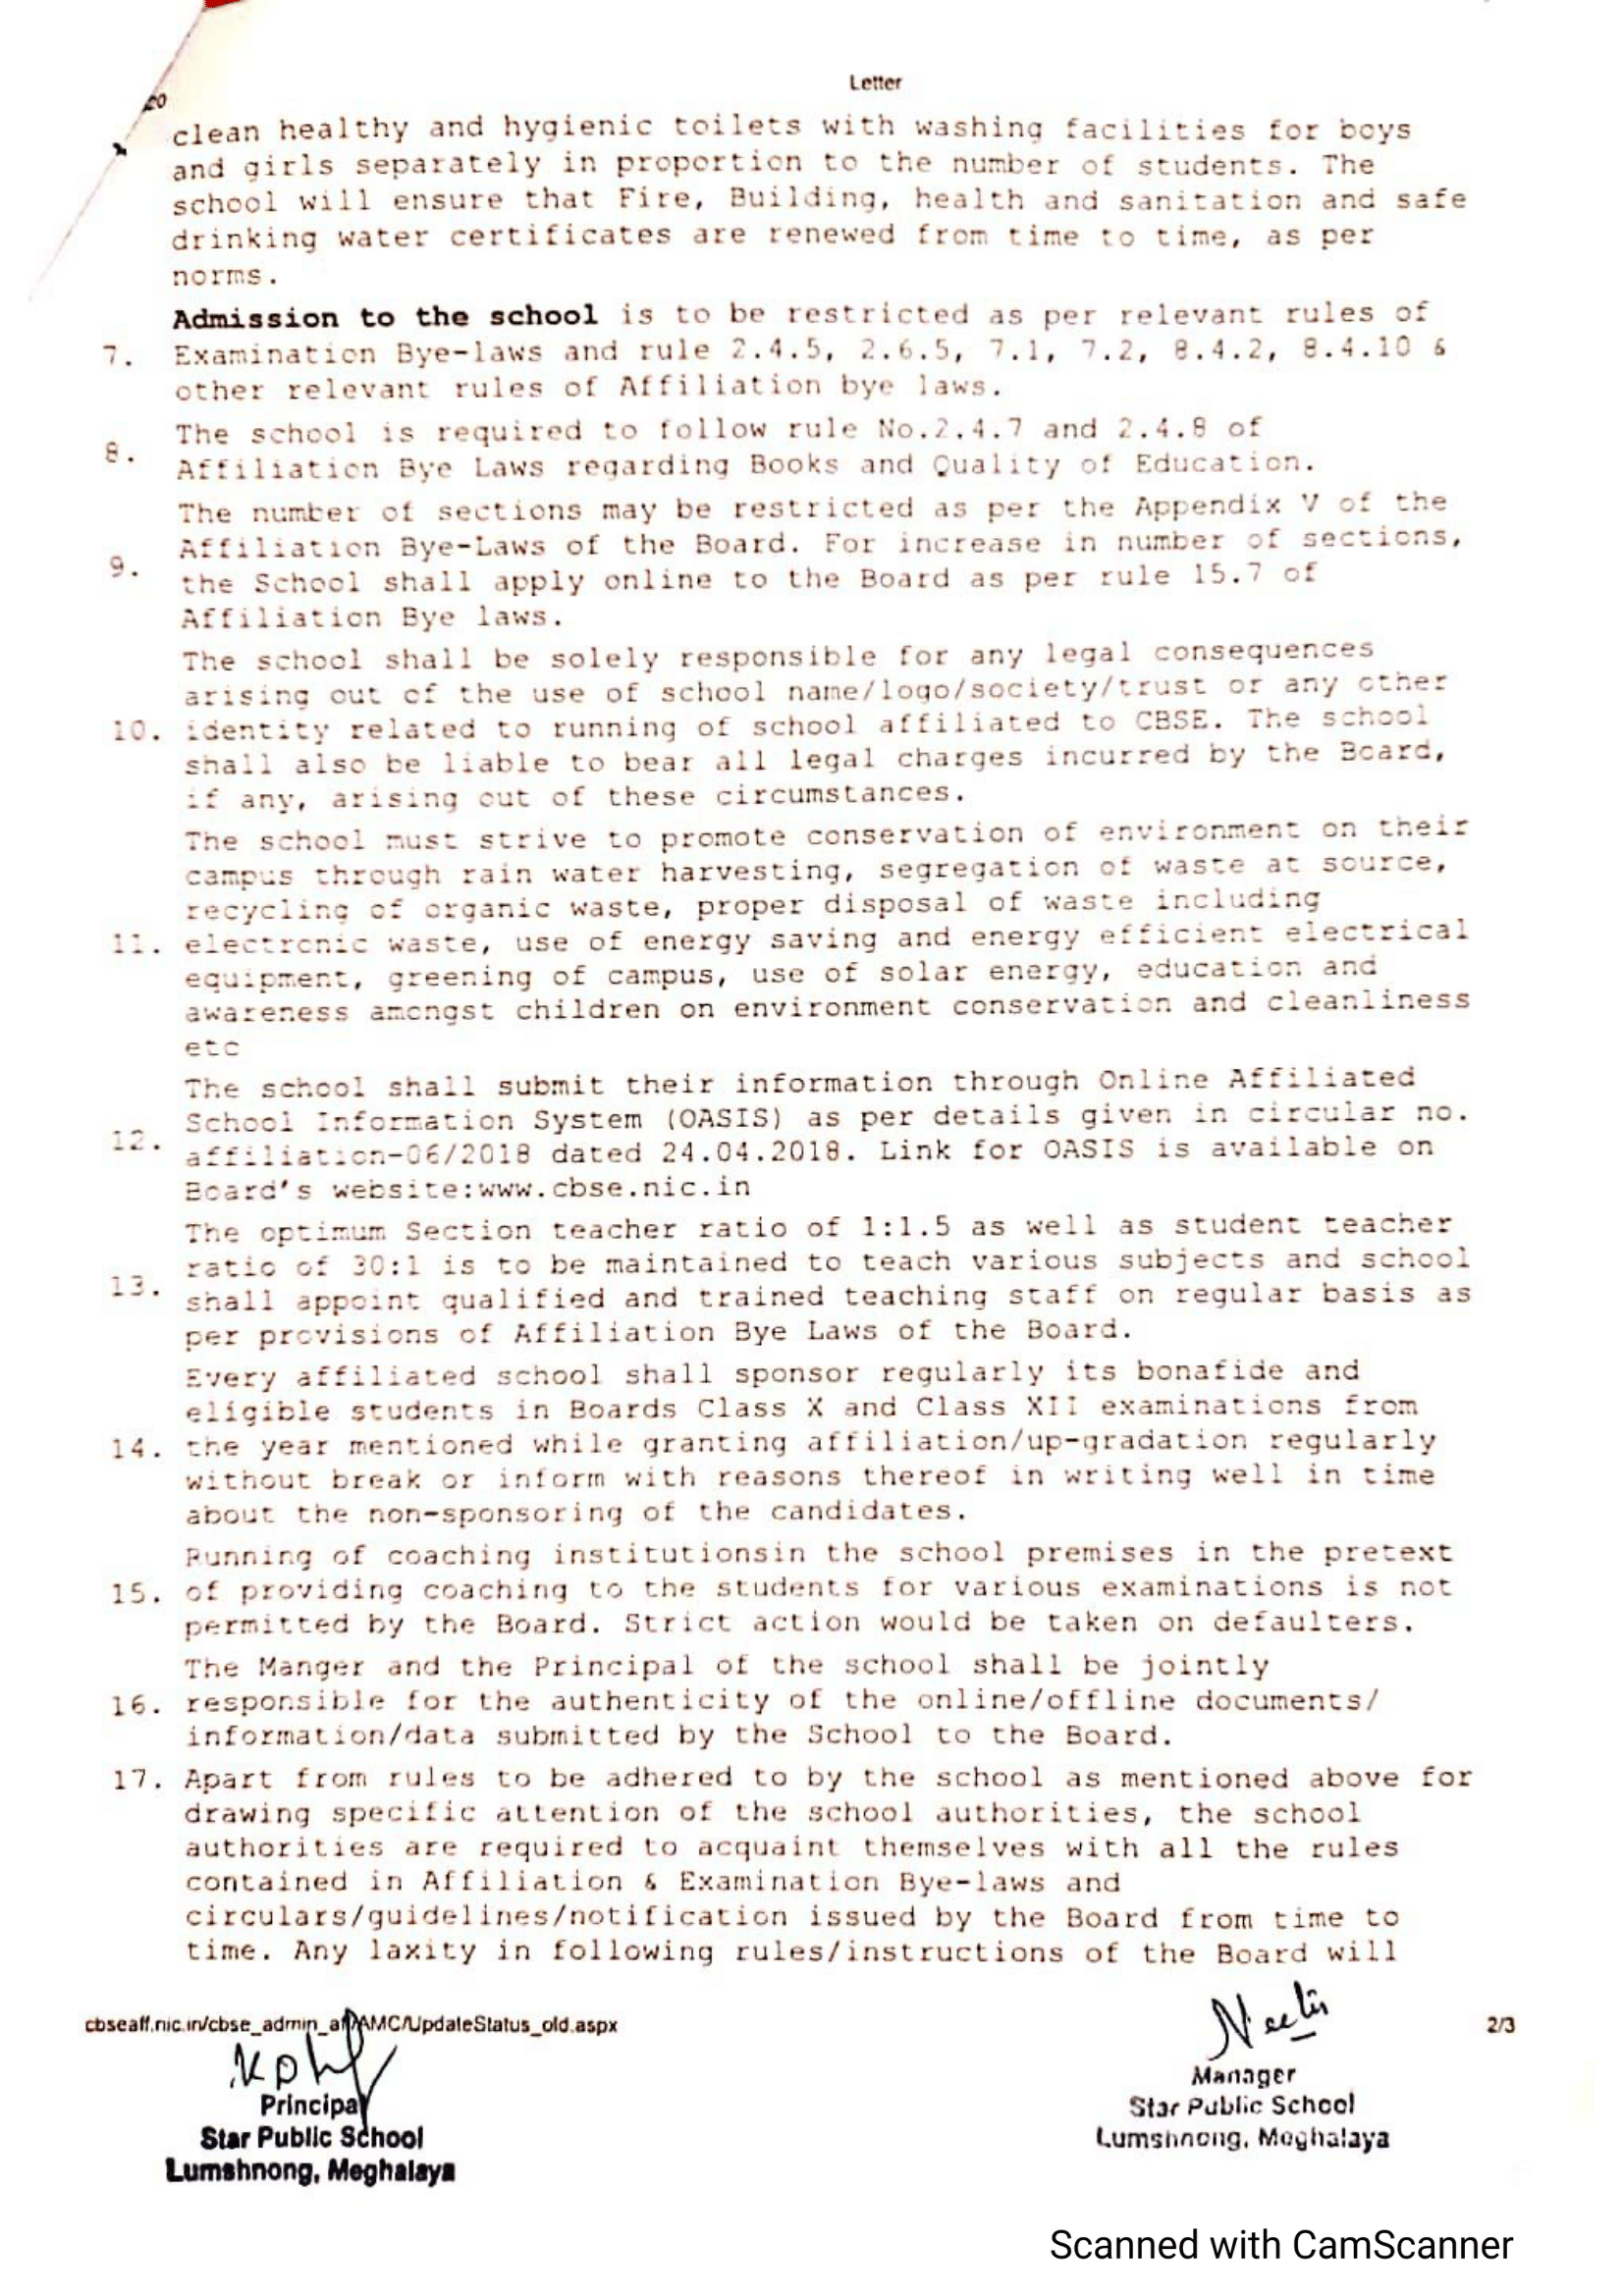 Letter
20
clean healthy and hygienic toilets with washing facilities for boys
and girls separately in proportion to the number of students. The
school will ensure that Fire, Building, health and sanitation and safe
drinking water certificates are renewed from time to time, as per
norms.
Admission to the school is to be restricted as per relevant rules of
7. Examination Bye-laws and rule 2.4.5, 2.6.5, 7.1, 7.2, 8.4.2, 8.4.10 &
other relevant rules of Affiliation bye laws.
The school is required to follow rule No.2.4.7 and 2.4.8 of
8.
Affiliation Bye Laws regarding Books and Quality of Education.
The number of sections may be restricted as per the Appendix V of the
Affiliation Bye-Laws of the Board. For increase in number of sections,
9.
the School shall apply online to the Board as per rule 15.7 of
Affiliation Bye laws.
The school shall be solely responsible for any legal consequences
arising out of the use of school name/logo/society/trust or any other
10. identity related to running of school affiliated to CBSE. The school
shall also be liable to bear all legal charges incurred by the Board,
if any, arising out of these circumstances.
The school must strive to promote conservation of environment on their
campus through rain water harvesting, segregation of waste at source,
recycling of organic waste, proper disposal of waste including
11. electronic waste, use of energy saving and energy efficient electrical
equipment, greening of campus, use of solar energy, education and
awareness amongst children on environment conservation and cleanliness
etc
The school shall submit their information through Online Affiliated
School Information System (OASIS) as per details given in circular no.
12.
affiliation-06/2018 dated 24.04.2018. Link for OASIS is available on
Board's website:www.cbse.nic.in
The optimum Section teacher ratio of 1:1.5 as well as student teacher
ratio of 30:1 is to be maintained to teach various subjects and school
13.
shall appoint qualified and trained teaching staff on regular basis as
per provisions of Affiliation Bye Laws of the Board.
Every affiliated school shall sponsor regularly its bonafide and
eligible students in Boards Class X and Class XII examinations from
14. the year mentioned while granting affiliation/up-gradation regularly
without break or inform with reasons thereof in writing well in time
about the non-sponsoring of the candidates.
Running of coaching institutionsin the school premises in the pretext
15. of providing coaching to the students for various examinations is not
permitted by the Board. Strict action would be taken on defaulters.
The Manger and the Principal of the school shall be jointly
16. responsible for the authenticity of the online/offline documents/
information/data submitted by the School to the Board.
17. Apart from rules to be adhered to by the school as mentioned above for
drawing specific attention of the school authorities, the school
authorities are required to acquaint themselves with all the rules
contained in Affiliation & Examination Bye-laws and
circulars/guidelines/notification issued by the Board from time to
time. Any laxity in following rules/instructions of the Board will
cbseaff.nic.in/cbse_admin_aff/AMC/UpdateStatus_old.aspx
2/3
Principal
Star Public School
Lumshnong, Meghalaya
Manager
Star Public School
Lumshnong, Meghalaya
Scanned with CamScanner